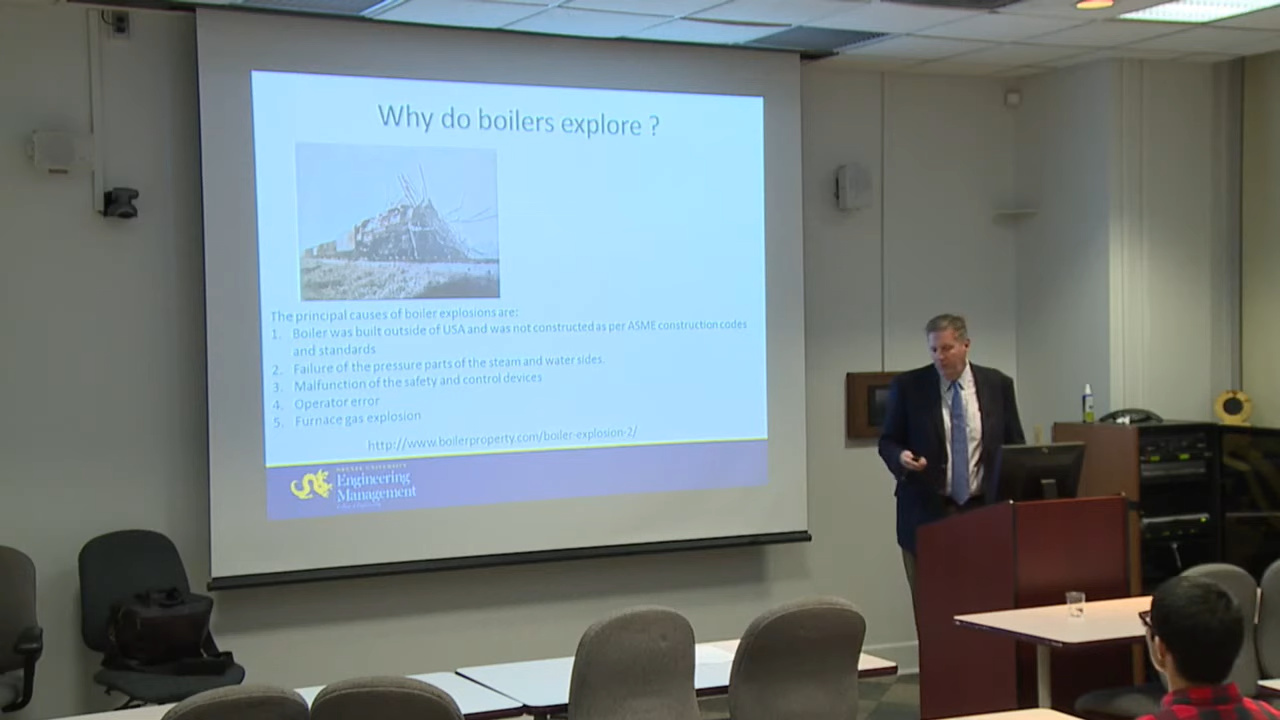 Why do boilers explore ?
The principal causes of boiler explosions are:
1. Boiler was built outside of USA and was not constructed as per ASME construction codes
and standards
2. Failure of the pressure parts of the steam and water sides.
3. Malfunction of the safety and control devices
4. Operator error
5. Furnace gas explosion
http://www.boilerproperty.com/boiler-explosion-2/
DREXEL UNIVERSITY
Engineering
Management